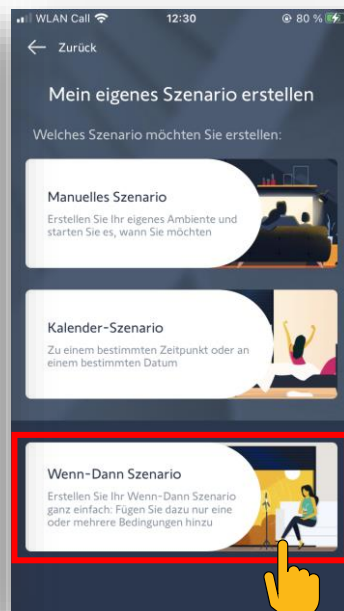 WLAN Call 12:30 80 %
Zurück
Mein eigenes Szenario erstellen
Welches Szenario möchten Sie erstellen:
Manuelles Szenario
Erstellen Sie Ihr eigenes Ambiente und
starten Sie es, wann Sie möchten
Kalender-Szenario
Zu einem bestimmten Zeitpunkt oder an
einem bestimmten Datum
Wenn-Dann Szenario
Erstellen Sie Ihr Wenn-Dann Szenario
ganz einfach: Fügen Sie dazu nur eine
oder mehrere Bedingungen hinzu